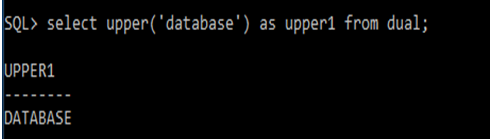 SQL> select upper('database') as upper1 from dual;
UPPER1
--------
DATABASE